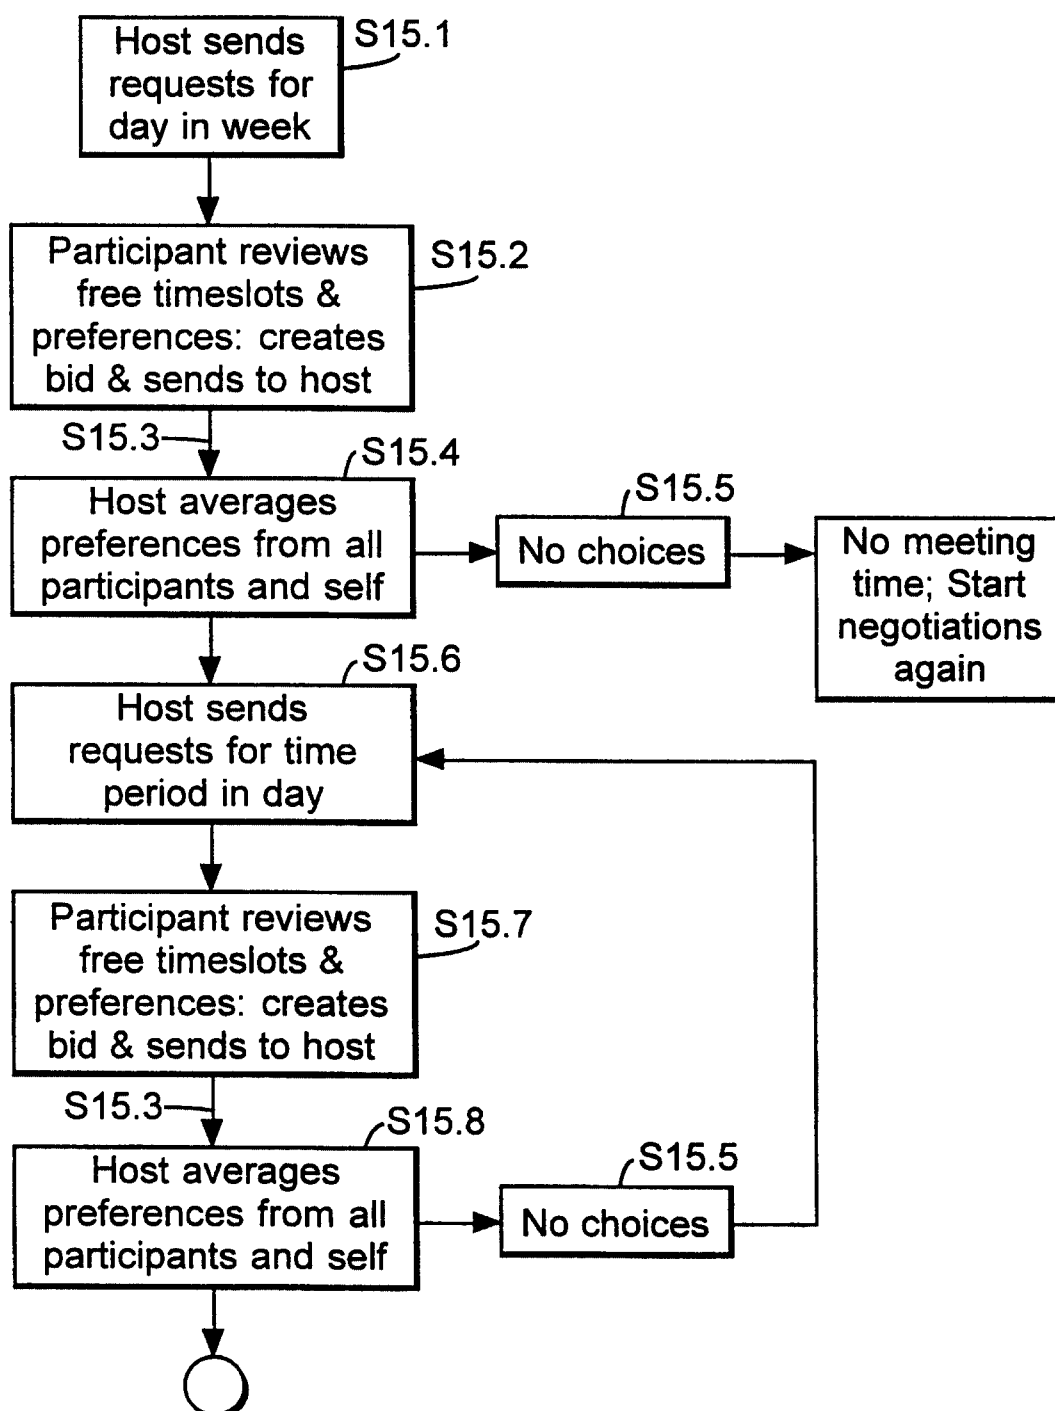 Host sends
requests for
day in week
S15.1
Participant reviews
free timeslots &
preferences: creates
bid & sends to host
S15.2
S15.3
S15.4
Host averages
preferences from all
participants and self
S15.5
No choices
No meeting
time; Start
negotiations
again
S15.6
Host sends
requests for time
period in day
Participant reviews
free timeslots &
preferences: creates
bid & sends to host
S15.7
S15.3
S15.8
Host averages
preferences from all
participants and self
S15.5
No choices